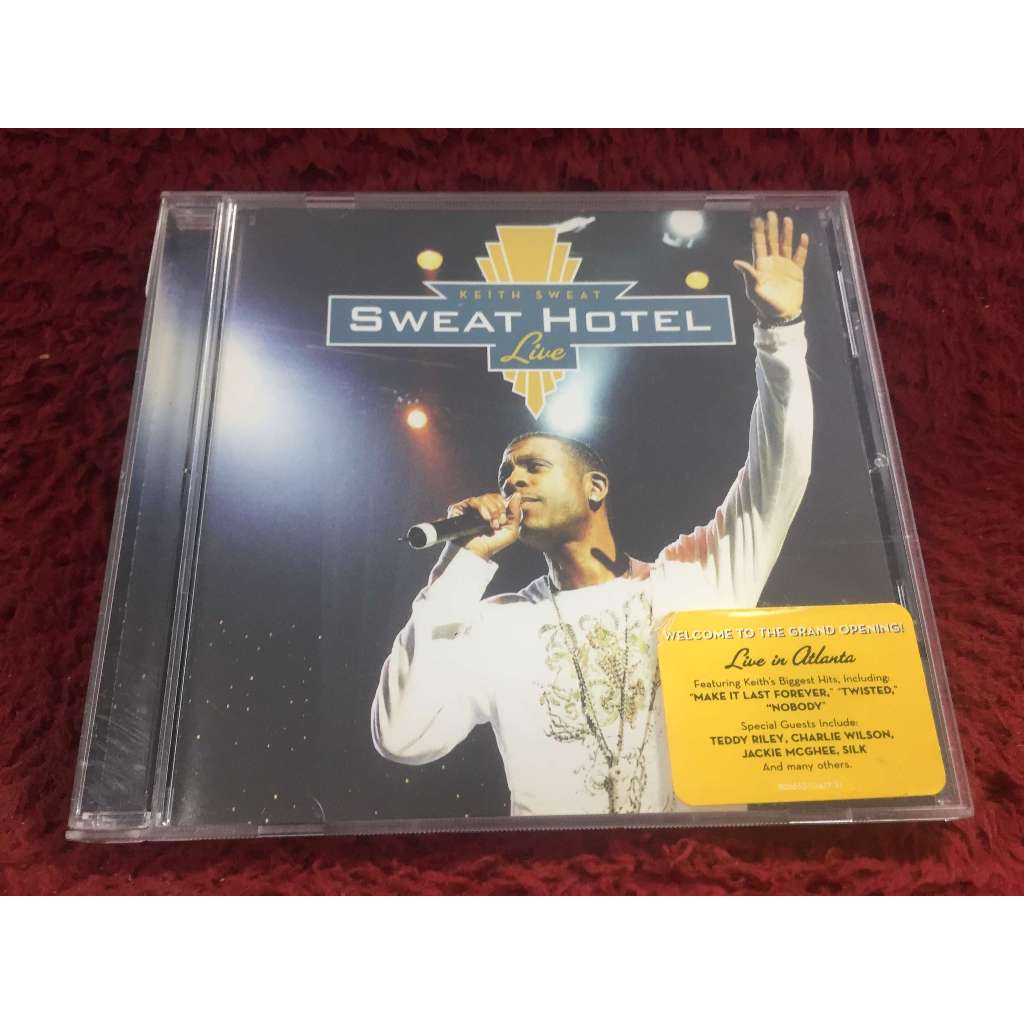 KEITH SWEAT
SWEAT HOTEL
Live
WELCOME TO THE GRAND OPENING!
Live in Atlanta
Featuring Keith's Biggest Hits, Including:
"MAKE IT LAST FOREVER," "TWISTED,"
"NOBODY"
Special Guests Include:
TEDDY RILEY, CHARLIE WILSON,
JACKIE MCGHEE, SILK
And many others.